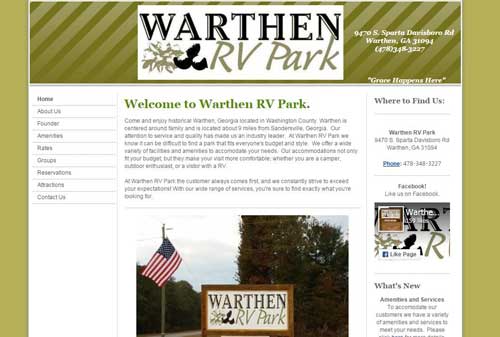 WARTHEN
RV Park
9470 S. Sparta Davisboro Rd
Warthen, GA 31094
(478)348-3227
"Grace Happens Here"
Home
About Us
Founder
Amenities
Rates
Groups
Reservations
Attractions
Contact Us
Welcome to Warthen RV Park.
Come and enjoy historical Warthen, Georgia located in Washington County. Warthen is
centered around family and is located about 9 miles from Sandersville, Georgia. Our
attention to service and quality has made us an industry leader. At Warthen RV Park we
know it can be difficult to find a park that fits everyone's budget and style. We offer a wide
variety of facilities and amenities to accomodate your needs. Our accommodations not only
fit your budget, but they make your visit more comfortable; whether you are a camper,
outdoor enthusiast, or a visitor with a RV.
At Warthen RV Park the customer always comes first, and we constantly strive to exceed
your expectations! With our wide range of services, you're sure to find exactly what you're
looking for.
WARTHEN
RV Park
Where to Find Us:
Warthen RV Park
9470 S. Sparta Davisboro Rd
Warthen, GA 31094
Phone: 478-348-3227
Facebook!
Like us on Facebook.
Warthe...
likes
Like Page
What's New
Amenities and Services
To accomodate our
customers we have a variety
of amenities and services to
meet your needs. Please
click here for more details